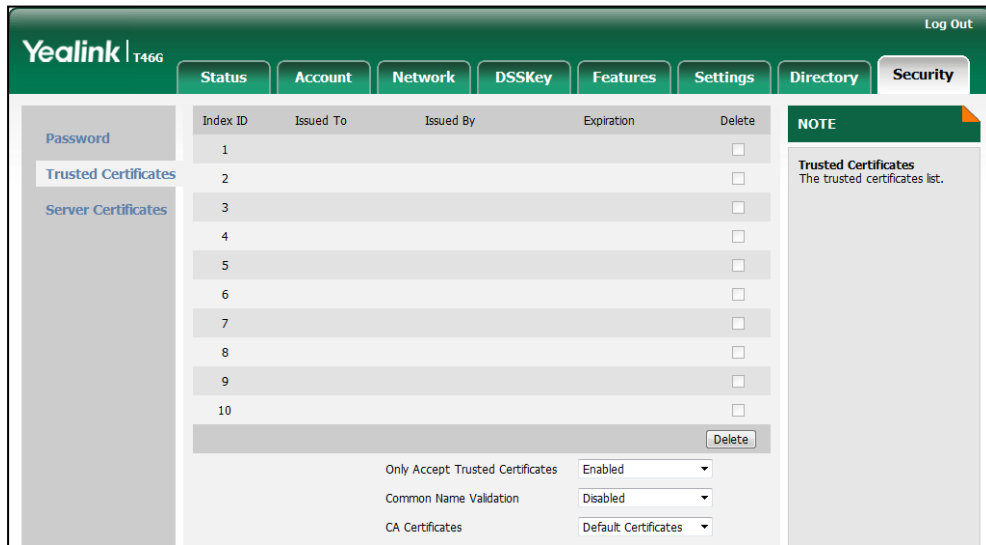 Log Out
Yealink | T46G
Status Account Network DSSKey Features Settings Directory Security
Password
Trusted Certificates
Server Certificates
Index ID Issued To Issued By Expiration Delete
1
2
3
4
5
6
7
8
9
10
Delete
Only Accept Trusted Certificates Enabled
Common Name Validation Disabled
CA Certificates Default Certificates
NOTE
Trusted Certificates
The trusted certificates list.